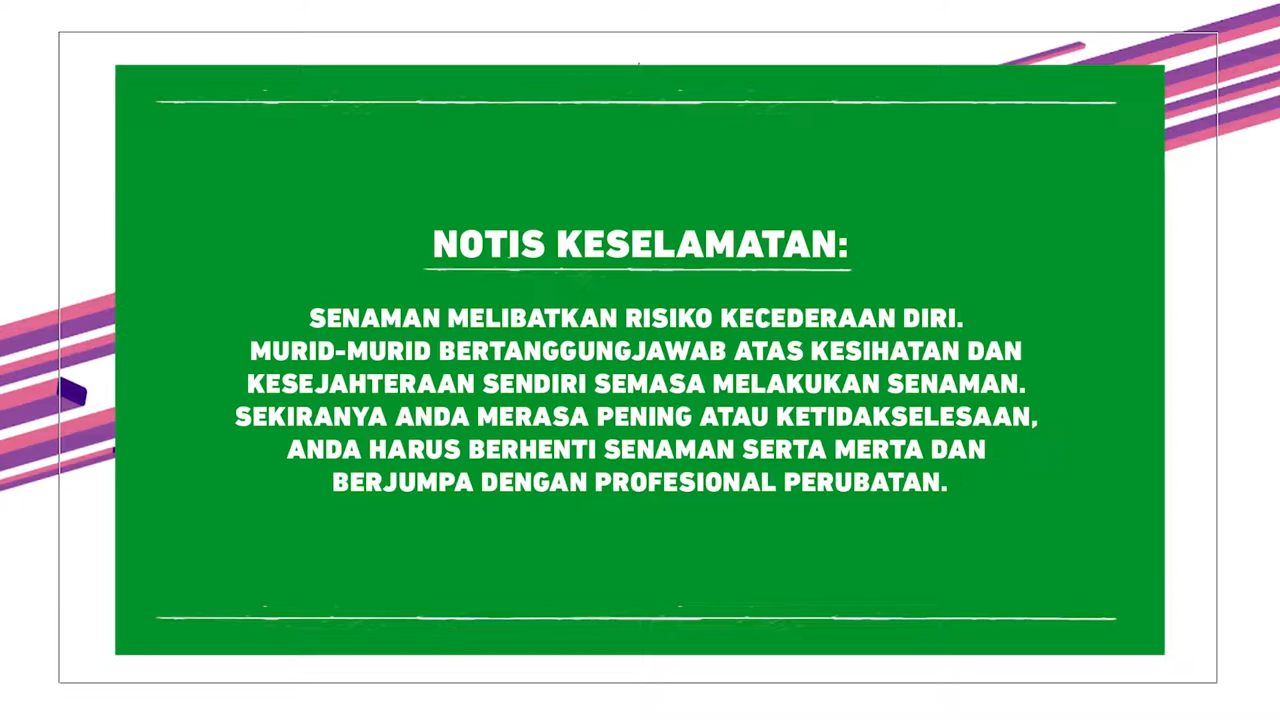 NOTIS KESELAMATAN:
SENAMAN MELIBATKAN RISIKO KECEDERAAN DIRI.
MURID-MURID BERTANGGUNGJAWAB ATAS KESIHATAN DAN
KESEJAHTERAAN SENDIRI SEMASA MELAKUKAN SENAMAN.
SEKIRANYA ANDA MERASA PENING ATAU KETIDAKSELESAAN,
ANDA HARUS BERHENTI SENAMAN SERTA MERTA DAN
BERJUMPA DENGAN PROFESIONAL PERUBATAN.